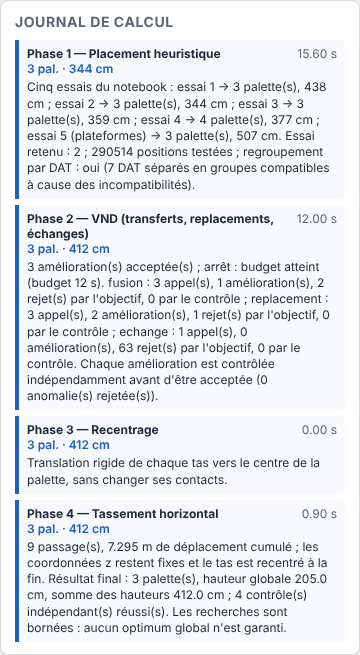 JOURNAL DE CALCUL
Phase 1 — Placement heuristique 15.60 s
3 pal. · 344 cm
Cinq essais du notebook : essai 1 → 3 palette(s), 438
cm ; essai 2 → 3 palette(s), 344 cm ; essai 3 → 3
palette(s), 359 cm ; essai 4 → 4 palette(s), 377 cm ;
essai 5 (plateformes) → 3 palette(s), 507 cm. Essai
retenu : 2 ; 290514 positions testées ; regroupement
par DAT : oui (7 DAT séparés en groupes compatibles
à cause des incompatibilités).
Phase 2 — VND (transferts, replacements, 12.00 s
échanges)
3 pal. · 412 cm
3 amélioration(s) acceptée(s) ; arrêt : budget atteint
(budget 12 s). fusion : 3 appel(s), 1 amélioration(s), 2
rejet(s) par l'objectif, 0 par le contrôle ; replacement :
3 appel(s), 2 amélioration(s), 1 rejet(s) par l'objectif, 0
par le contrôle ; echange : 1 appel(s), 0
amélioration(s), 63 rejet(s) par l'objectif, 0 par le
contrôle. Chaque amélioration est contrôlée
indépendamment avant d'être acceptée (0
anomalie(s) rejetée(s)).
Phase 3 — Recentrage 0.00 s
3 pal. · 412 cm
Translation rigide de chaque tas vers le centre de la
palette, sans changer ses contacts.
Phase 4 — Tassement horizontal 0.90 s
3 pal. · 412 cm
9 passage(s), 7.295 m de déplacement cumulé ; les
coordonnées z restent fixes et le tas est recentré à la
fin. Résultat final : 3 palette(s), hauteur globale 205.0
cm, somme des hauteurs 412.0 cm ; 4 contrôle(s)
indépendant(s) réussi(s). Les recherches sont
bornées : aucun optimum global n'est garanti.